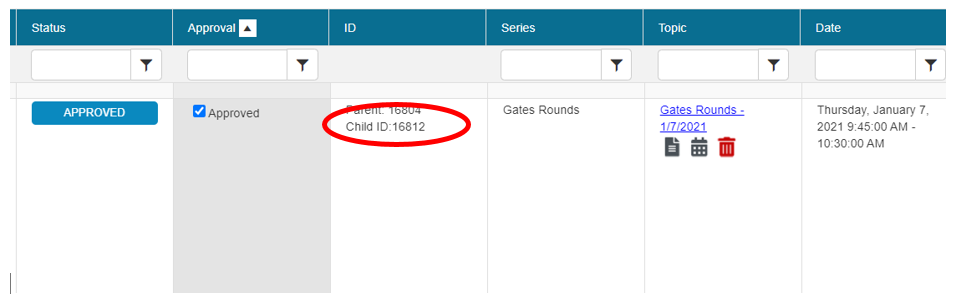 Status Approval ID Series Topic Date
APPROVED
Approved
Parent: 16804
Child ID:16812
Gates Rounds
Gates Rounds -
1/7/2021
Thursday, January 7,
2021 9:45:00 AM -
10:30:00 AM